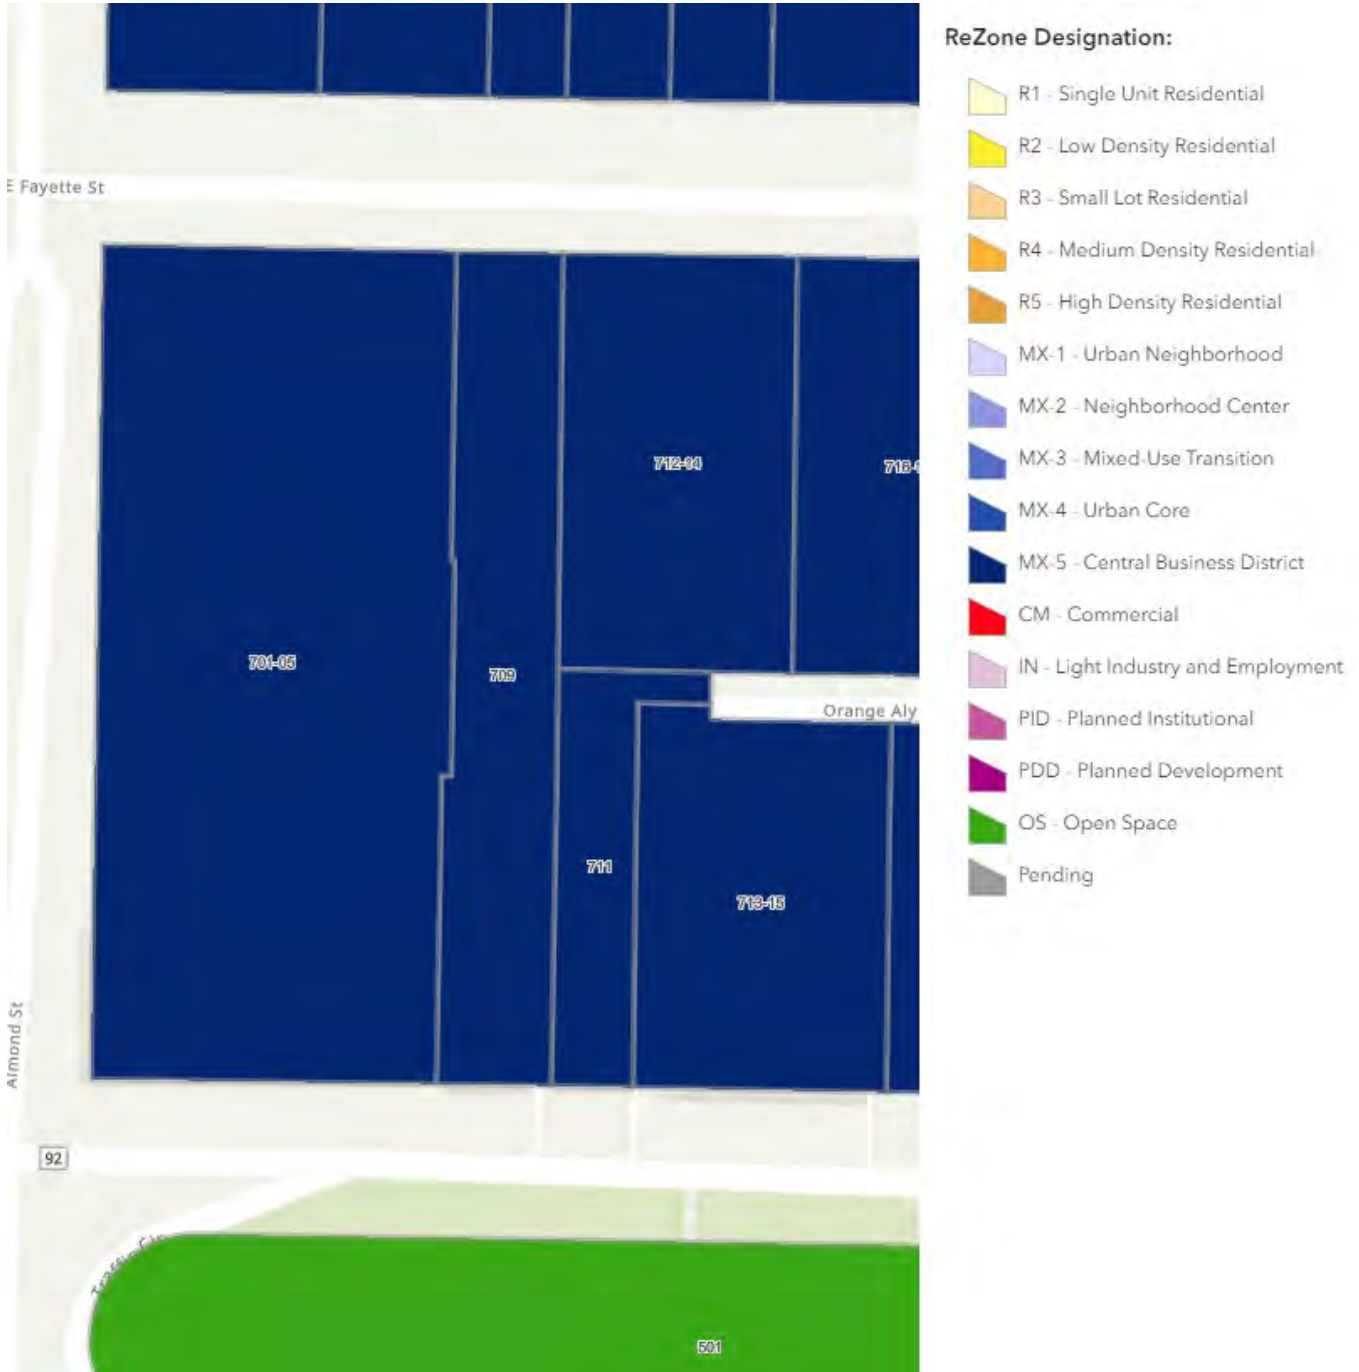 ReZone Designation:
R1 - Single Unit Residential
R2 - Low Density Residential
R3 - Small Lot Residential
R4 - Medium Density Residential
R5 - High Density Residential
MX-1 - Urban Neighborhood
MX-2 - Neighborhood Center
MX-3 - Mixed-Use Transition
MX-4 - Urban Core
MX-5 - Central Business District
CM - Commercial
IN - Light Industry and Employment
PID - Planned Institutional
PDD - Planned Development
OS - Open Space
Pending
E Fayette St
712-14
701-05
709
Orange Aly
711
713-15
Almond St
92
501